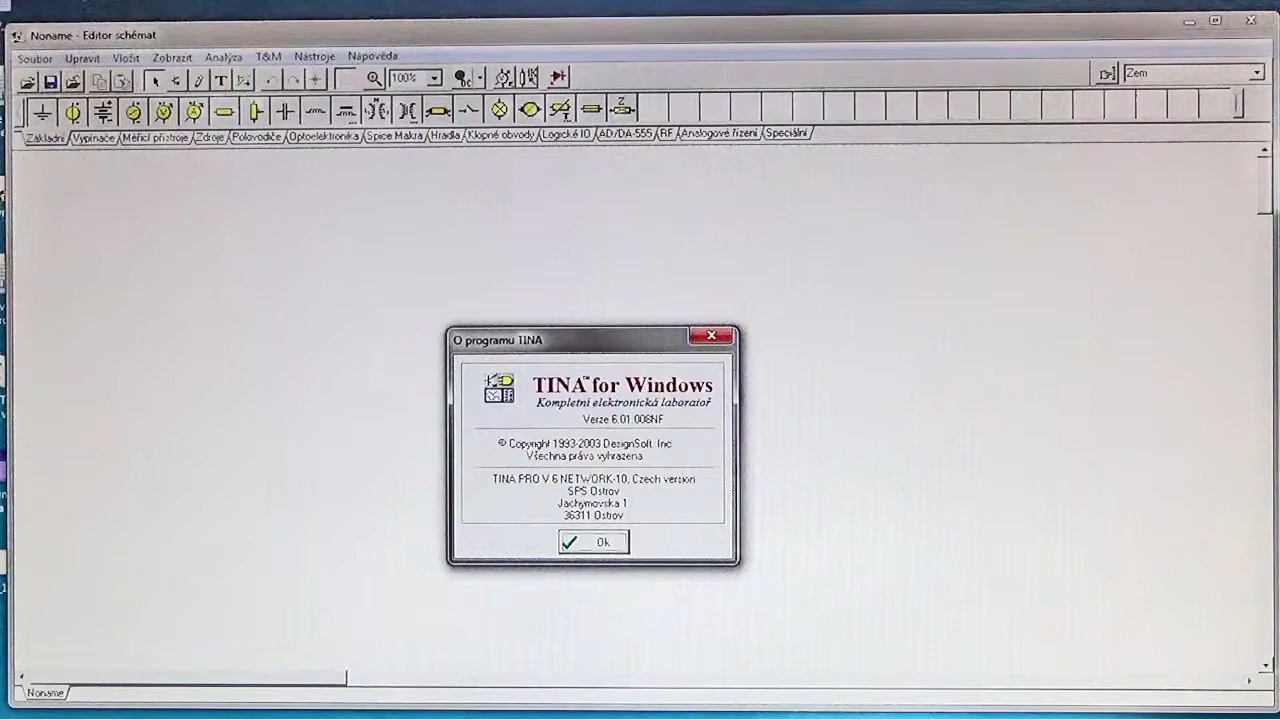 Noname - Editor schémat
Soubor Upravit Vložit Zobrazit Analýza T&M Nástroje Nápověda
100%
Zem
Základní Vypínače Měřicí přístroje Zdroje Polovodiče Optoelektronika Spice Makra Hradla Klopné obvody Logické IO AD/DA-555 RF Analogové řízení Speciální
O programu TINA
TINA™ for Windows
Kompletní elektronická laboratoř
Verze 6.01.008NF
© Copyright 1993-2003 DesignSoft, Inc
Všechna práva vyhrazena
TINA PRO V 6 NETWORK-10, Czech version
SPS Ostrov
Jachymovska 1
36311 Ostrov
Ok
Noname